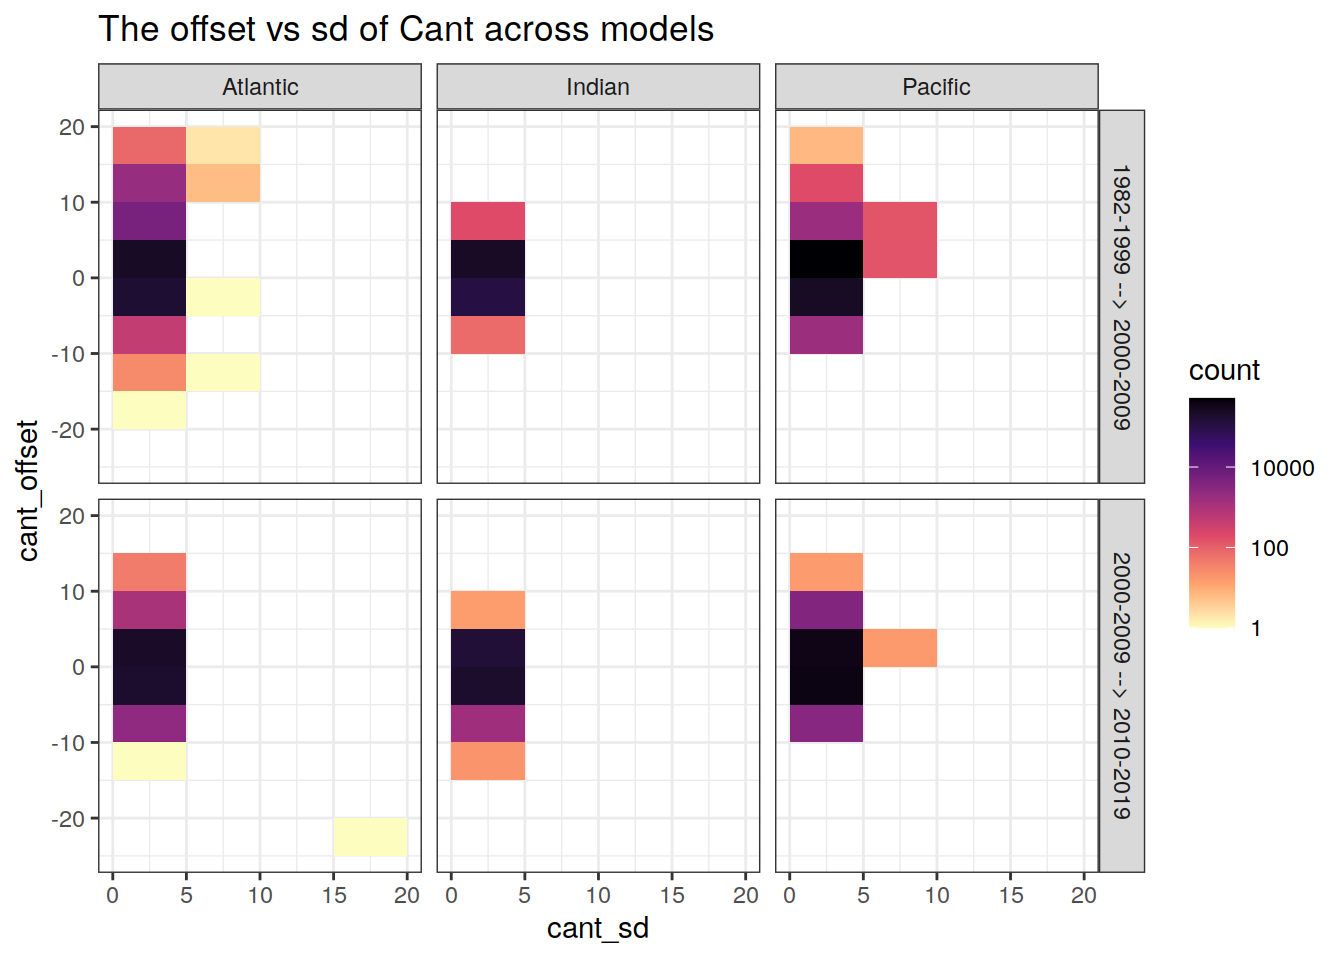 The offset vs sd of Cant across models
Atlantic
Indian
Pacific
20
10
0
-10
-20
1982-1999 --> 2000-2009
20
10
0
-10
-20
2000-2009 --> 2010-2019
cant_offset
0 5 10 15 20
0 5 10 15 20
0 5 10 15 20
cant_sd
count
10000
100
1